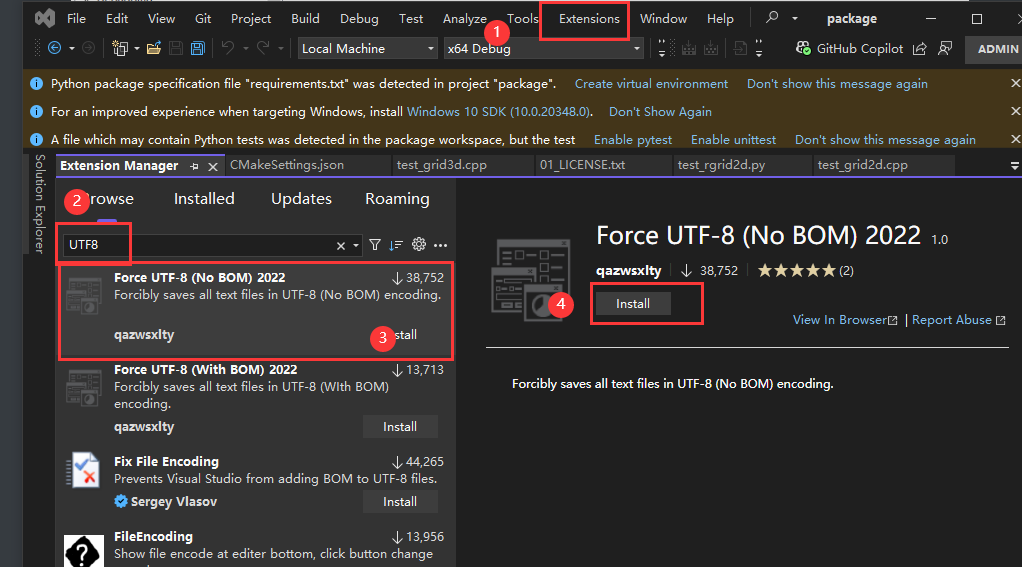 File Edit View Git Project Build Debug Test Analyze Tools Extensions Window Help package
1
Local Machine x64 Debug GitHub Copilot ADMIN
Python package specification file "requirements.txt" was detected in project "package". Create virtual environment Don't show this message again
For an improved experience when targeting Windows, install Windows 10 SDK (10.0.20348.0). Don't Show Again
A file which may contain Python tests was detected in the package workspace, but the test Enable pytest Enable unittest Don't show this message again
Solution Explorer
Extension Manager CMakeSettings.json test_grid3d.cpp 01_LICENSE.txt test_rgrid2d.py test_grid2d.cpp
2 rowse Installed Updates Roaming
UTF8
Force UTF-8 (No BOM) 2022 38,752
Forcibly saves all text files in UTF-8 (No BOM) encoding.
qazwsxlty 3 stall
Force UTF-8 (With BOM) 2022 13,713
Forcibly saves all text files in UTF-8 (WIth BOM)
encoding.
qazwsxlty Install
Fix File Encoding 44,265
Prevents Visual Studio from adding BOM to UTF-8 files.
Sergey Vlasov Install
FileEncoding 13,956
Show file encode at editer bottom, click button change
Force UTF-8 (No BOM) 2022 1.0
qazwsxlty 38,752 (2)
4 Install
View In Browser | Report Abuse
Forcibly saves all text files in UTF-8 (No BOM) encoding.